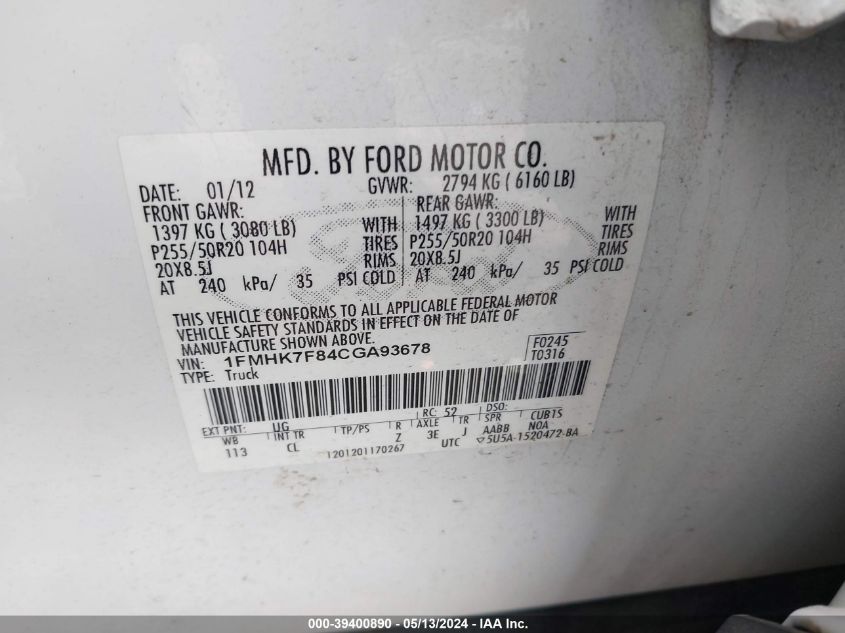 MFD. BY FORD MOTOR CO.
DATE: 01/12 GVWR: 2794 KG ( 6160 LB)
FRONT GAWR: REAR GAWR:
1397 KG ( 3080 LB) WITH 1497 KG ( 3300 LB) WITH
P255/50R20 104H TIRES P255/50R20 104H TIRES
20X8.5J RIMS 20X8.5J RIMS
AT 240 kPa/ 35 PSI COLD AT 240 kPa/ 35 PSI COLD
THIS VEHICLE CONFORMS TO ALL APPLICABLE FEDERAL MOTOR
VEHICLE SAFETY STANDARDS IN EFFECT ON THE DATE OF
MANUFACTURE SHOWN ABOVE.
VIN: 1FMHK7F84CGA93678 F0245
TYPE: Truck T0316
EXT PNT: UG RC: 52 DSO:
WB INT TR TP/PS R AXLE TR SPR CUBTS
113 CL Z 3E J AABB N0A
1201201170267 UTC 5U5A-1520472-BA
000-39400890 - 05/13/2024 - IAA Inc.